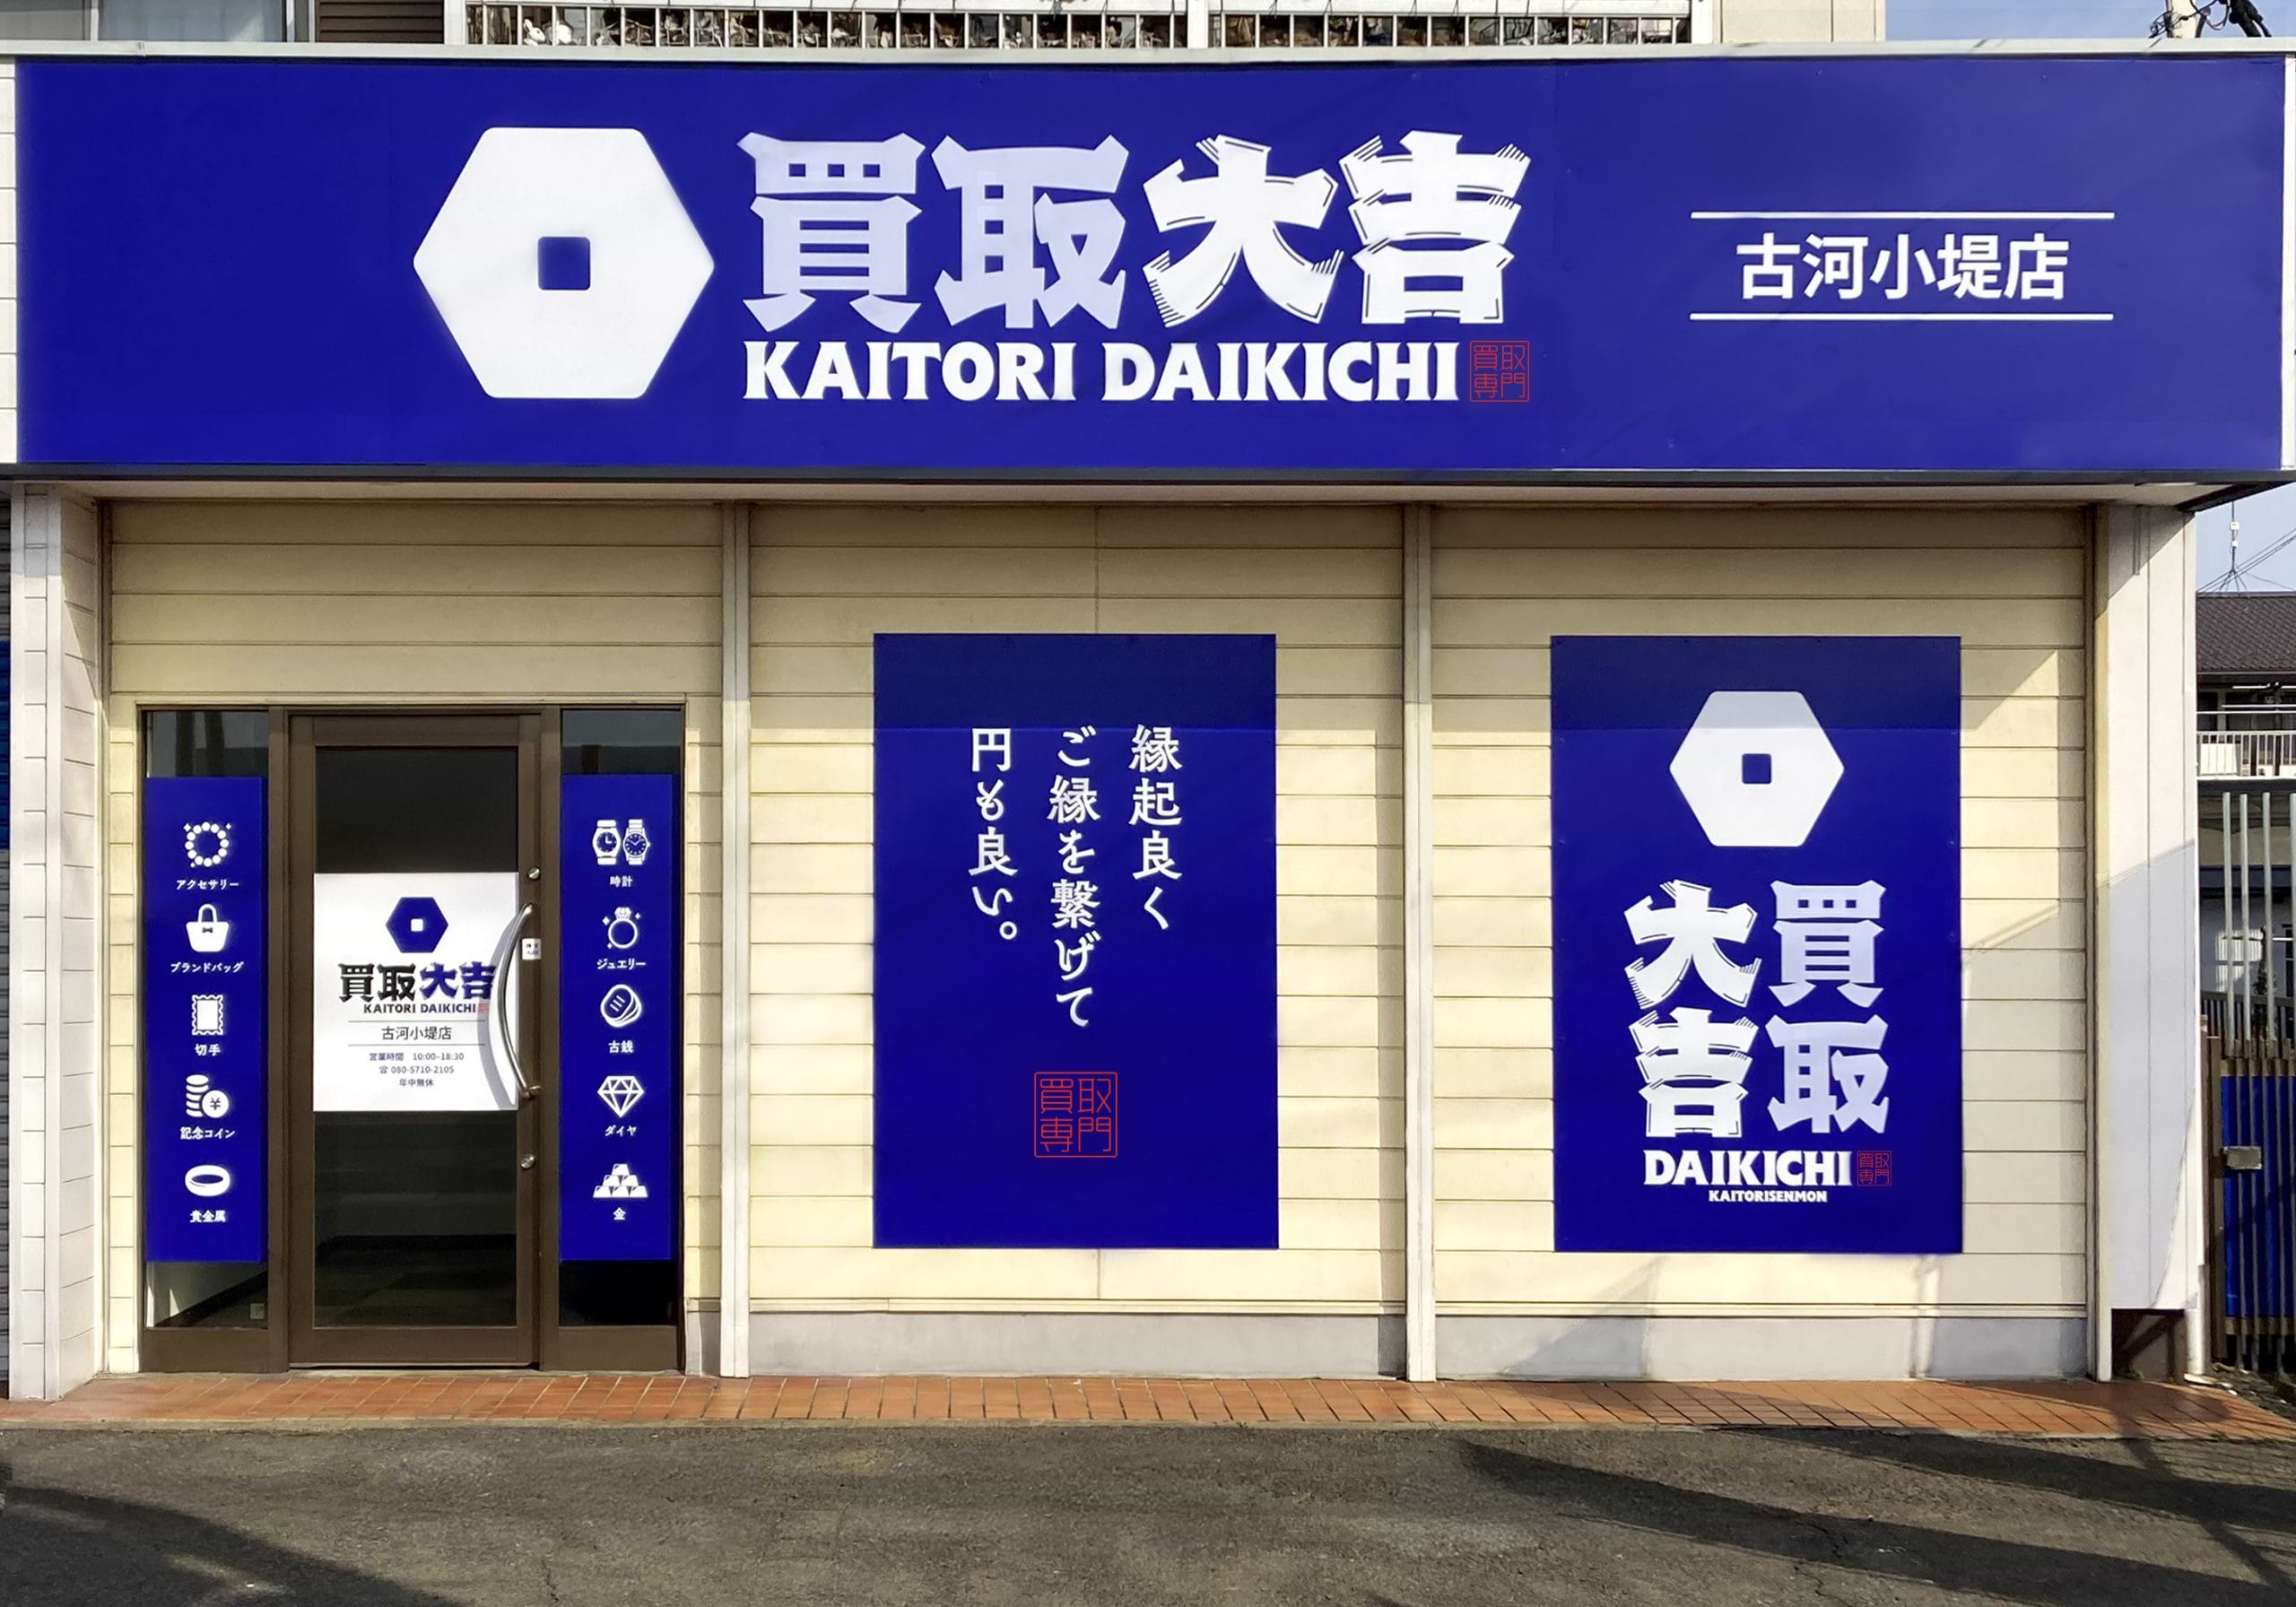 買取大吉
KAITORI DAIKICHI
買取
専門
古河小堤店
アクセサリー
ブランドバッグ
切手
記念コイン
貴金属
買取大吉
KAITORI DAIKICHI
古河小堤店
営業時間 10:00-18:30
☎ 080-5710-2105
年中無休
時計
ジュエリー
古銭
ダイヤ
金
縁起良く
ご縁を繋げて
円も良い。
買取
専門
買取
大吉
DAIKICHI
買取
専門
KAITORISENMON